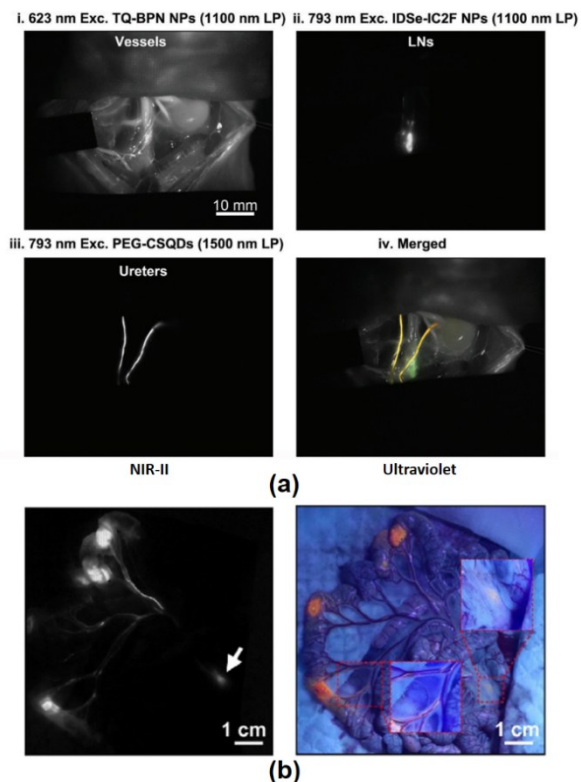 i. 623 nm Exc. TQ-BPN NPs (1100 nm LP) ii. 793 nm Exc. IDSe-IC2F NPs (1100 nm LP)
Vessels
LNs
10 mm
iii. 793 nm Exc. PEG-CSQDs (1500 nm LP)
iv. Merged
Ureters
NIR-II
Ultraviolet
(a)
1 cm
1 cm
(b)